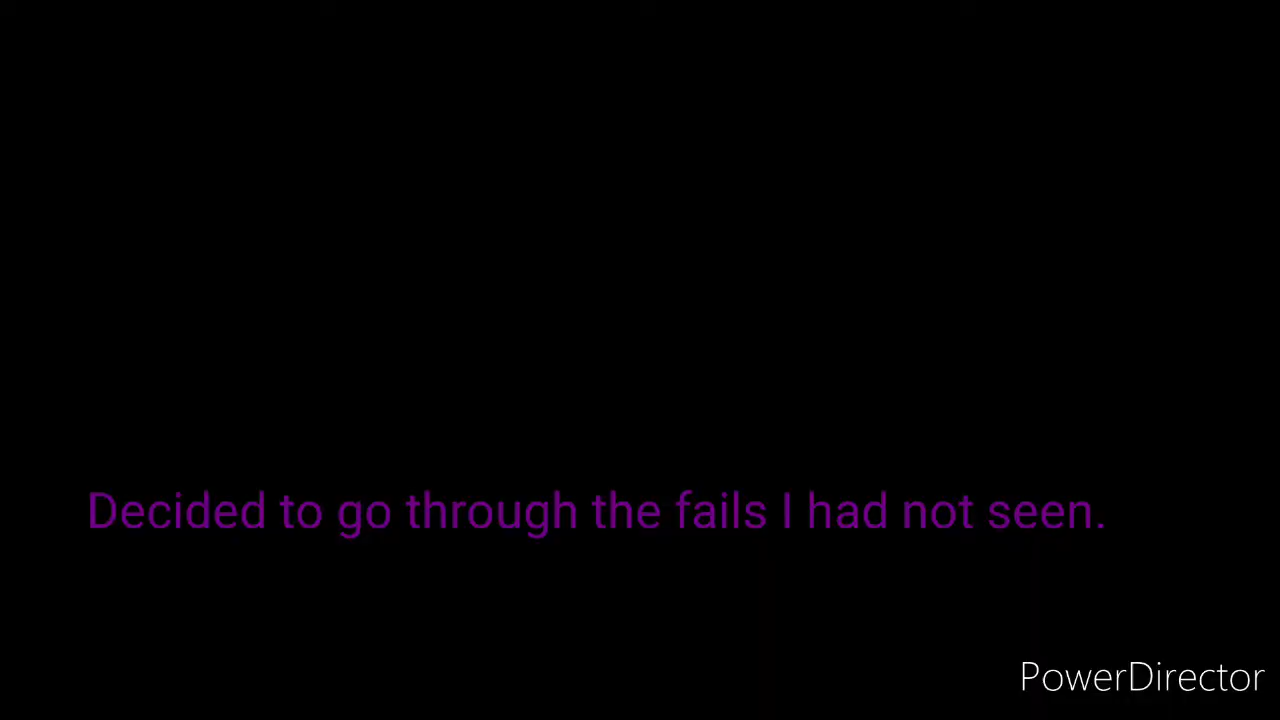 Decided to go through the fails I had not seen.
PowerDirector